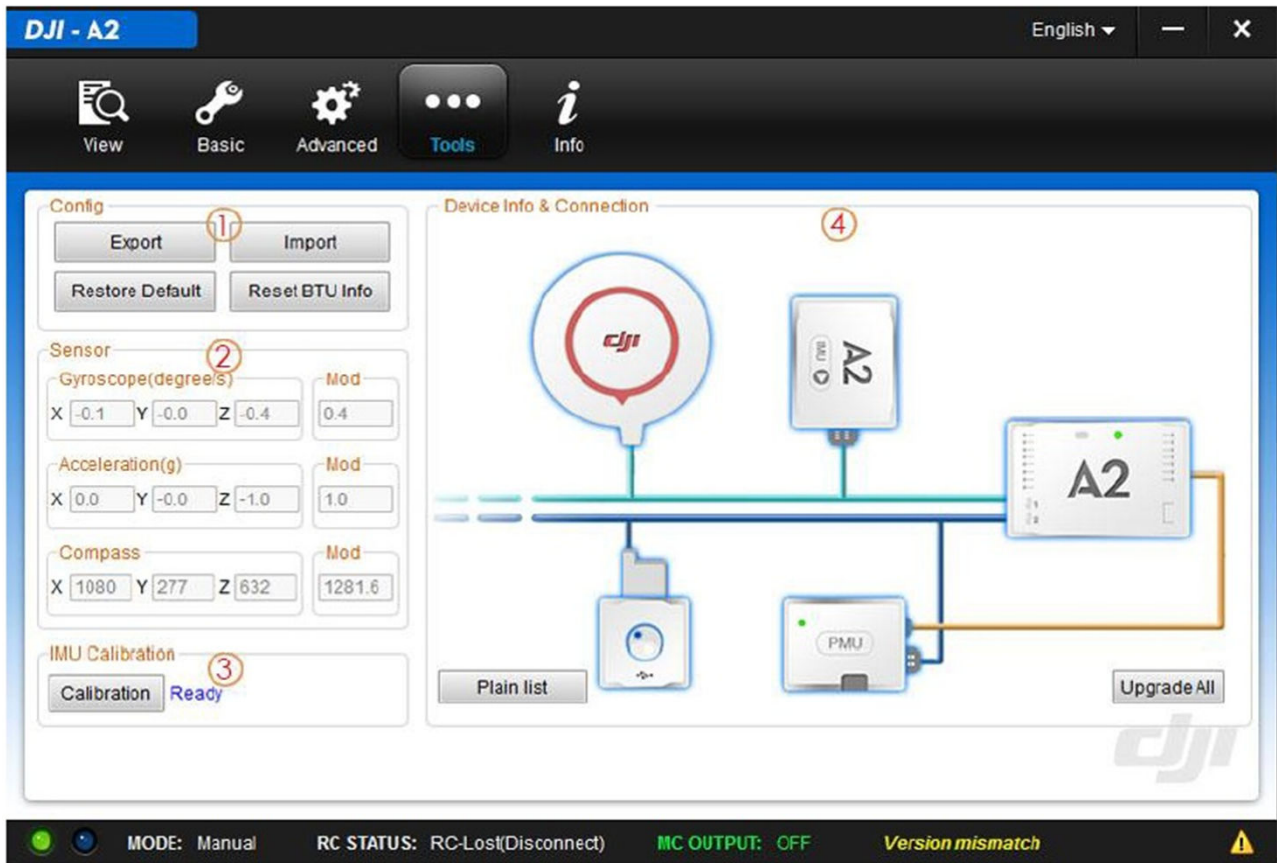 DJI - A2
English
View
Basic
Advanced
Tools
Info
Config
①
Export
Import
Restore Default
Reset BTU Info
Sensor
②
Gyroscope(degree/s)
Mod
X -0.1 Y -0.0 Z -0.4
0.4
Acceleration(g)
Mod
X 0.0 Y -0.0 Z -1.0
1.0
Compass
Mod
X 1080 Y 277 Z 632
1281.6
IMU Calibration
③
Calibration
Ready
Device Info & Connection
④
dji
IMU
A2
A2
PMU
Plain list
Upgrade All
dji
MODE: Manual
RC STATUS: RC-Lost(Disconnect)
MC OUTPUT: OFF
Version mismatch